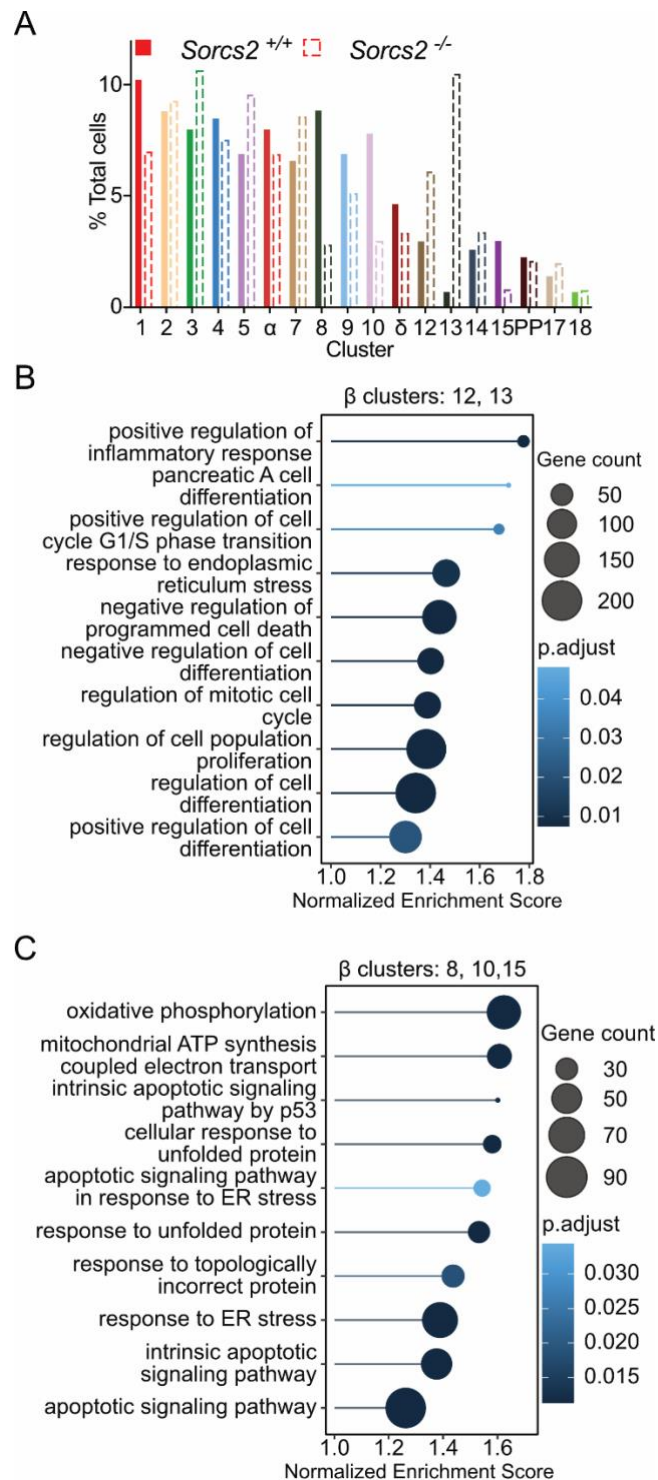 A
Sorcs2 +/+ Sorcs2 -/-
% Total cells
10
5
0
1 2 3 4 5 α 7 8 9 10 δ 12 13 14 15 PP 17 18
Cluster
B
β clusters: 12, 13
positive regulation of
inflammatory response
pancreatic A cell
differentiation
positive regulation of cell
cycle G1/S phase transition
response to endoplasmic
reticulum stress
negative regulation of
programmed cell death
negative regulation of cell
differentiation
regulation of mitotic cell
cycle
regulation of cell population
proliferation
regulation of cell
differentiation
positive regulation of cell
differentiation
1.0 1.2 1.4 1.6 1.8
Normalized Enrichment Score
Gene count
50
100
150
200
p.adjust
0.04
0.03
0.02
0.01
C
β clusters: 8, 10,15
oxidative phosphorylation
mitochondrial ATP synthesis
coupled electron transport
intrinsic apoptotic signaling
pathway by p53
cellular response to
unfolded protein
apoptotic signaling pathway
in response to ER stress
response to unfolded protein
response to topologically
incorrect protein
response to ER stress
intrinsic apoptotic
signaling pathway
apoptotic signaling pathway
1.0 1.2 1.4 1.6
Normalized Enrichment Score
Gene count
30
50
70
90
p.adjust
0.030
0.025
0.020
0.015